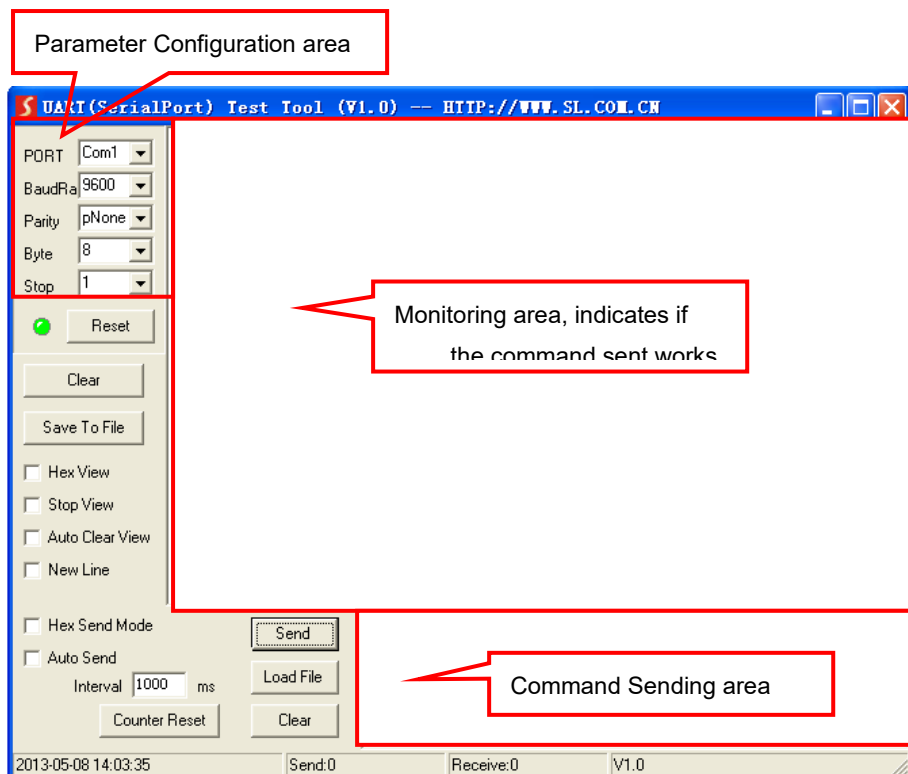 Parameter Configuration area
UART(SerialPort) Test Tool (V1.0) -- HTTP://WWW.SL.COM.CN
PORT Com1
BaudRa 9600
Parity pNone
Byte 8
Stop 1
Reset
Monitoring area, indicates if
the command sent works
Clear
Save To File
Hex View
Stop View
Auto Clear View
New Line
Hex Send Mode
Send
Auto Send
Interval 1000 ms
Load File
Command Sending area
Counter Reset
Clear
2013-05-08 14:03:35 Send:0 Receive:0 V1.0